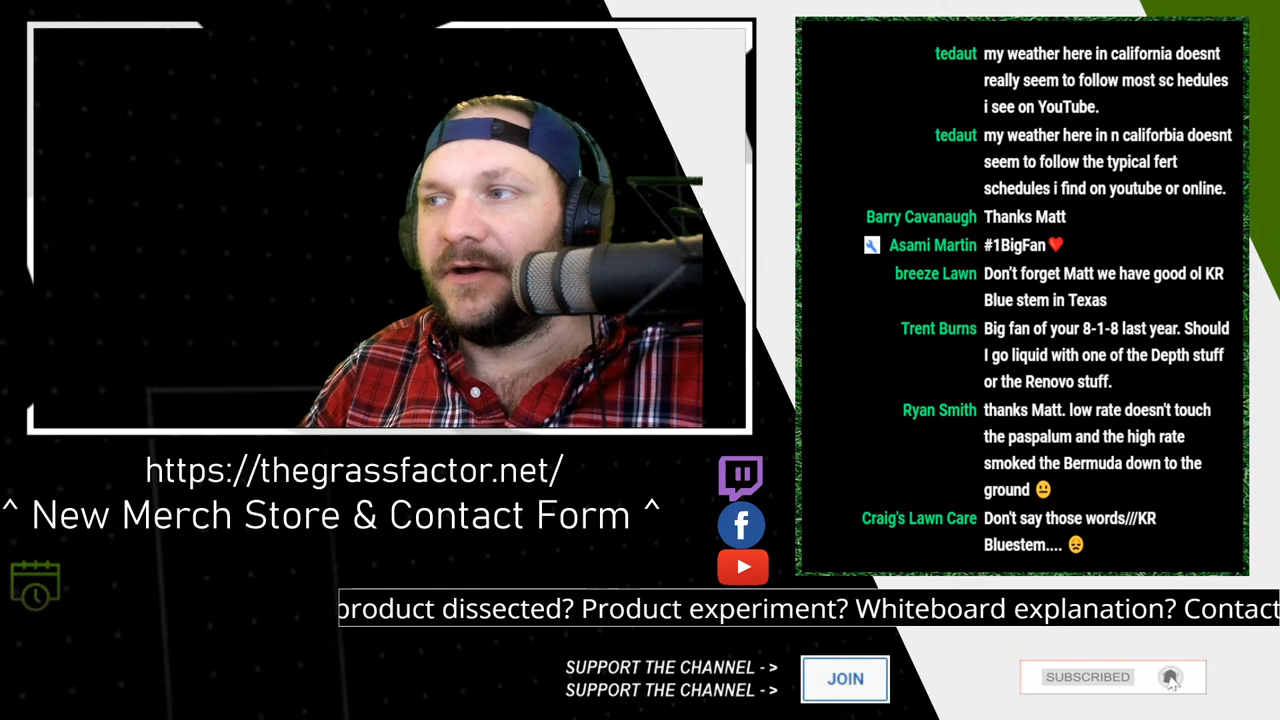 tedaut my weather here in california doesnt
really seem to follow most sc hedules
i see on YouTube.
tedaut my weather here in n califorbia doesnt
seem to follow the typical fert
schedules i find on youtube or online.
Barry Cavanaugh Thanks Matt
Asami Martin #1BigFan❤️
breeze Lawn Don't forget Matt we have good ol KR
Blue stem in Texas
Trent Burns Big fan of your 8-1-8 last year. Should
I go liquid with one of the Depth stuff
or the Renovo stuff.
Ryan Smith thanks Matt. low rate doesn't touch
the paspalum and the high rate
smoked the Bermuda down to the
ground 😐
Craig's Lawn Care Don't say those words///KR
Bluestem.... 😔
https://thegrassfactor.net/
^ New Merch Store & Contact Form ^
product dissected? Product experiment? Whiteboard explanation? Contact
SUPPORT THE CHANNEL - >
SUPPORT THE CHANNEL - >
JOIN
SUBSCRIBED